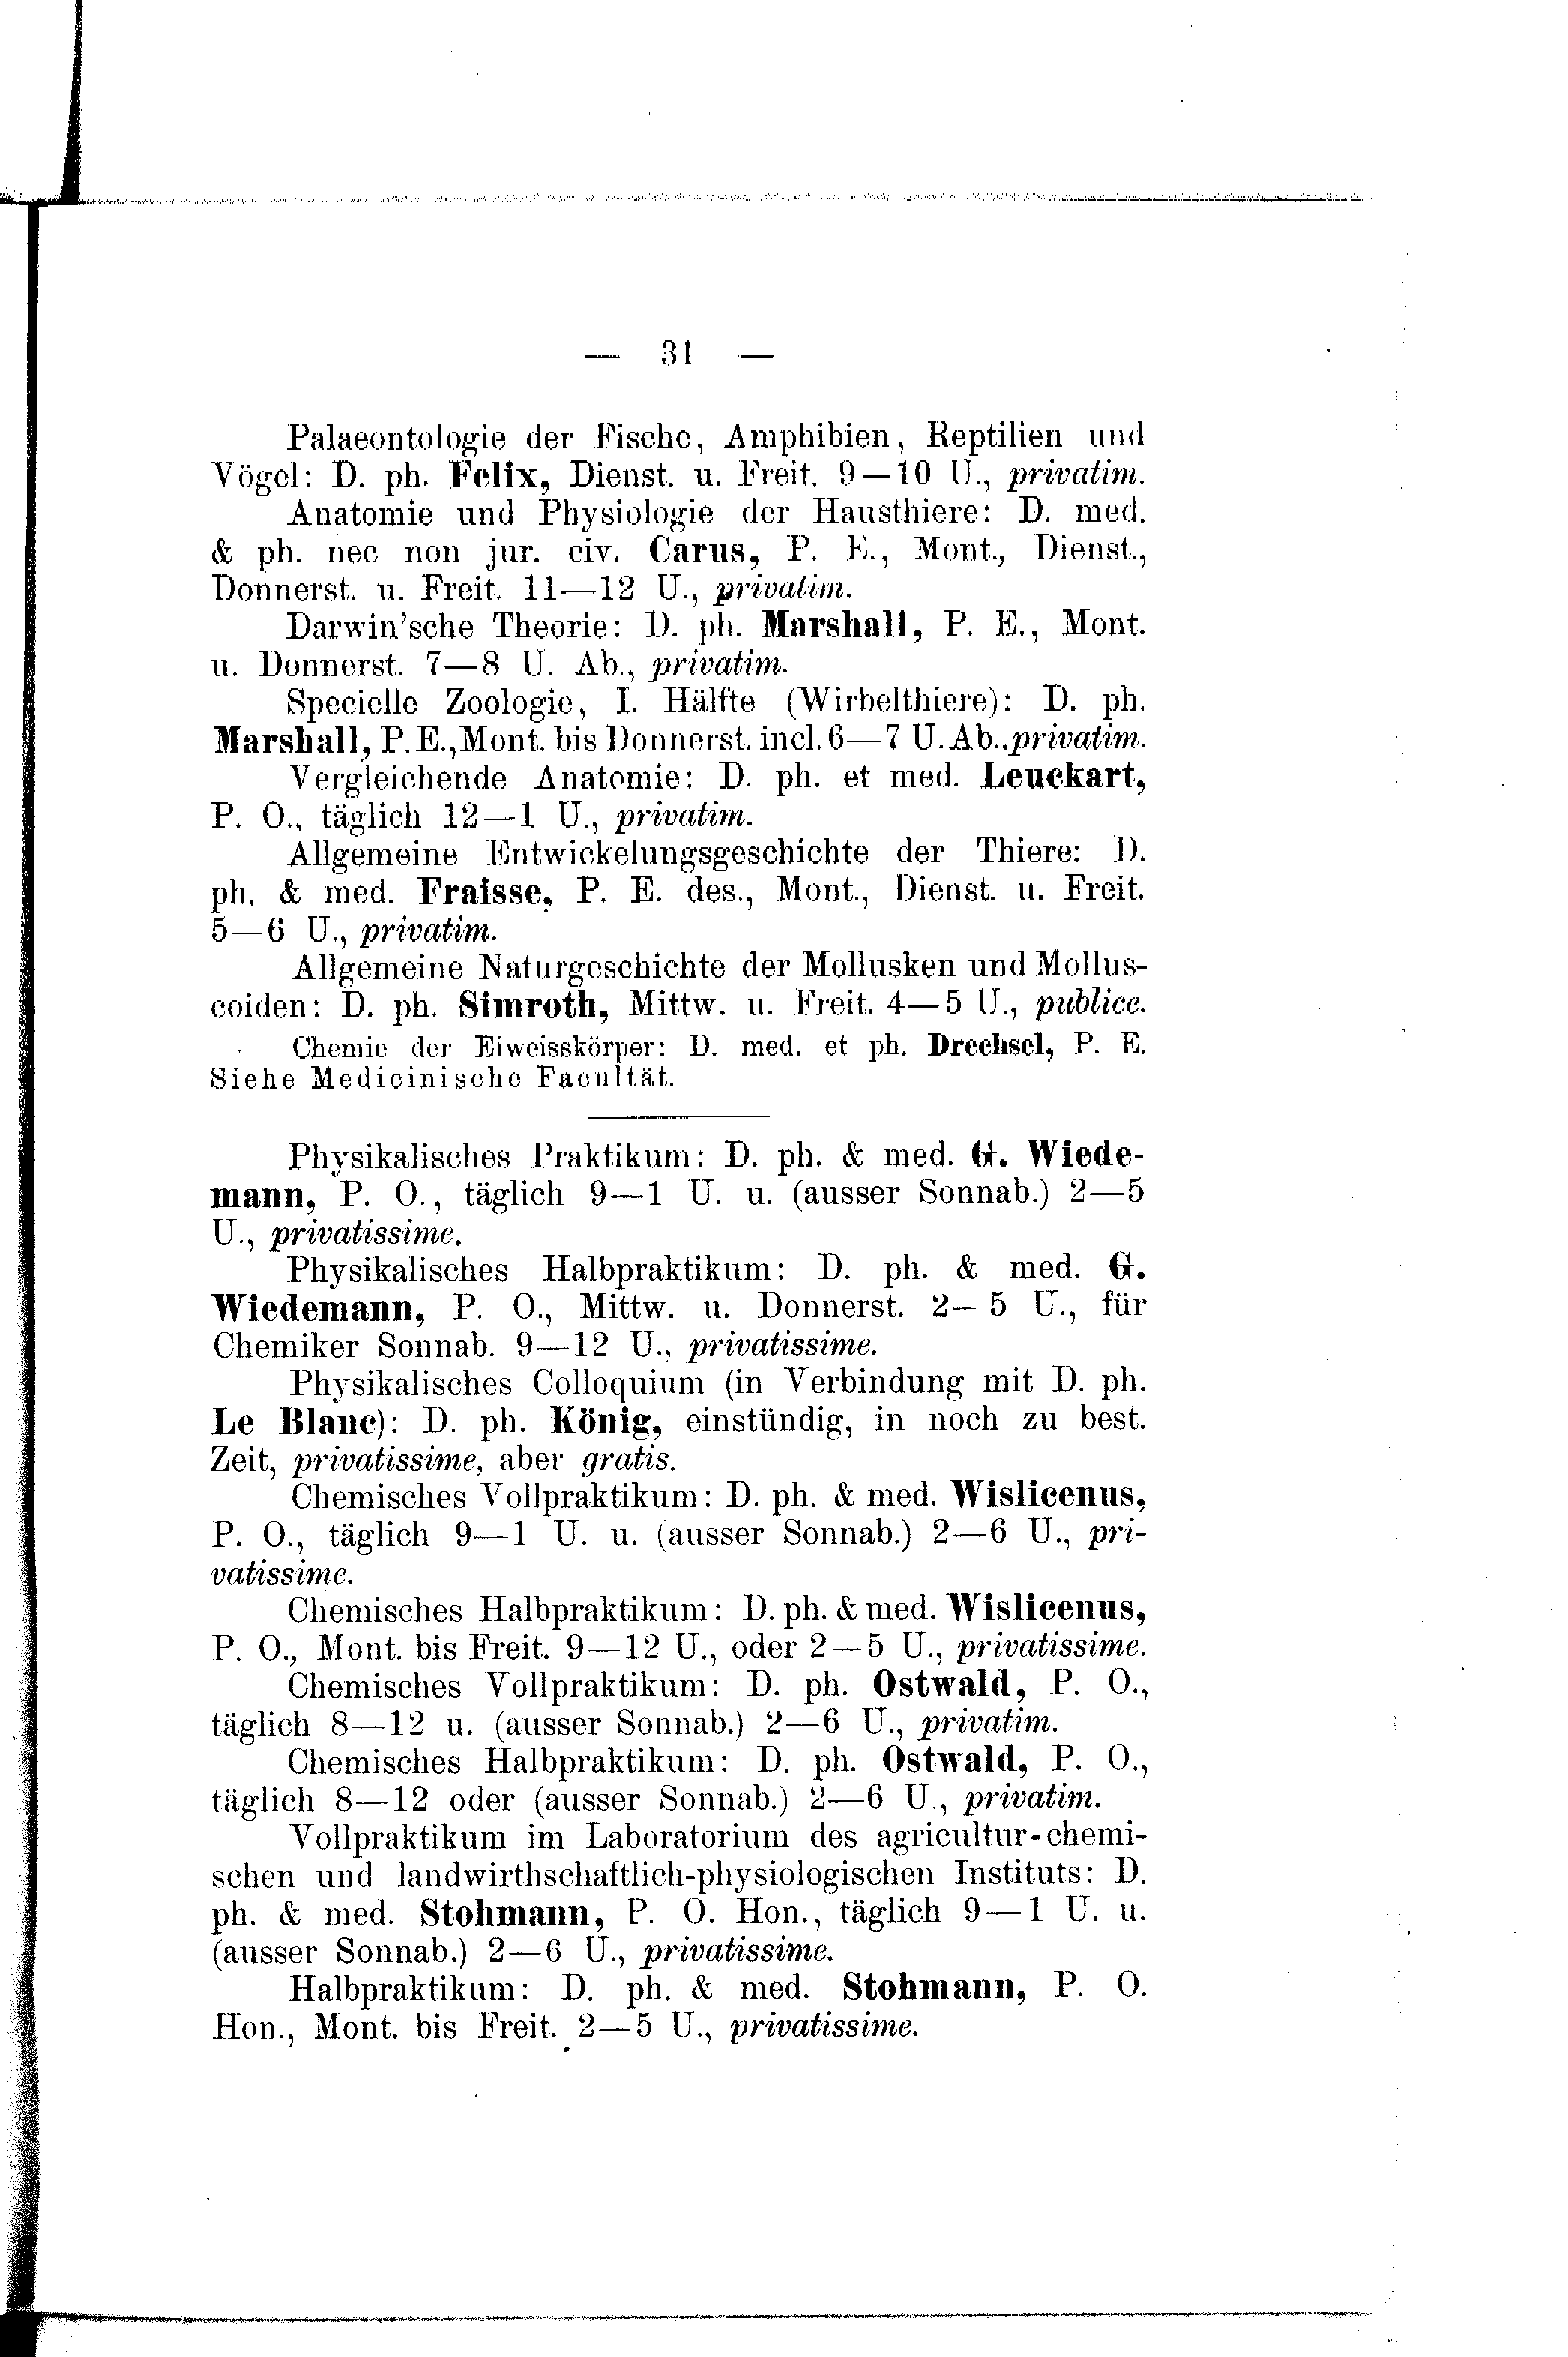 — 31 —
Palaeontologie der Fische, Amphibien, Reptilien und
Vögel: D. ph. Felix, Dienst. u. Freit. 9—10 U., privatim.
Anatomie und Physiologie der Hausthiere: D. med.
& ph. nec non jur. civ. Carus, P. E., Mont., Dienst.,
Donnerst. u. Freit. 11—12 U., privatim.
Darwin'sche Theorie: D. ph. Marshall, P. E., Mont.
u. Donnerst. 7—8 U. Ab., privatim.
Specielle Zoologie, I. Hälfte (Wirbelthiere): D. ph.
Marshall, P. E., Mont. bis Donnerst. incl. 6—7 U. Ab., privatim.
Vergleichende Anatomie: D. ph. et med. Leuckart,
P. O., täglich 12—1 U., privatim.
Allgemeine Entwickelungsgeschichte der Thiere: D.
ph. & med. Fraisse, P. E. des., Mont., Dienst. u. Freit.
5—6 U., privatim.
Allgemeine Naturgeschichte der Mollusken und Mollus-
coiden: D. ph. Simroth, Mittw. u. Freit. 4—5 U., publice.
Chemie der Eiweisskörper: D. med. et ph. Drechsel, P. E.
Siehe Medicinische Facultät.
Physikalisches Praktikum: D. ph. & med. G. Wiede-
mann, P. O., täglich 9—1 U. u. (ausser Sonnab.) 2—5
U., privatissime.
Physikalisches Halbpraktikum: D. ph. & med. G.
Wiedemann, P. O., Mittw. u. Donnerst. 2—5 U., für
Chemiker Sonnab. 9—12 U., privatissime.
Physikalisches Colloquium (in Verbindung mit D. ph.
Le Blanc): D. ph. König, einstündig, in noch zu best.
Zeit, privatissime, aber gratis.
Chemisches Vollpraktikum: D. ph. & med. Wislicenus,
P. O., täglich 9—1 U. u. (ausser Sonnab.) 2—6 U., pri-
vatissime.
Chemisches Halbpraktikum: D. ph. & med. Wislicenus,
P. O., Mont. bis Freit. 9—12 U., oder 2—5 U., privatissime.
Chemisches Vollpraktikum: D. ph. Ostwald, P. O.,
täglich 8—12 u. (ausser Sonnab.) 2—6 U., privatim.
Chemisches Halbpraktikum: D. ph. Ostwald, P. O.,
täglich 8—12 oder (ausser Sonnab.) 2—6 U., privatim.
Vollpraktikum im Laboratorium des agricultur-chemi-
schen und landwirthschaftlich-physiologischen Instituts: D.
ph. & med. Stohmann, P. O. Hon., täglich 9—1 U. u.
(ausser Sonnab.) 2—6 U., privatissime.
Halbpraktikum: D. ph. & med. Stohmann, P. O.
Hon., Mont. bis Freit. 2—5 U., privatissime.